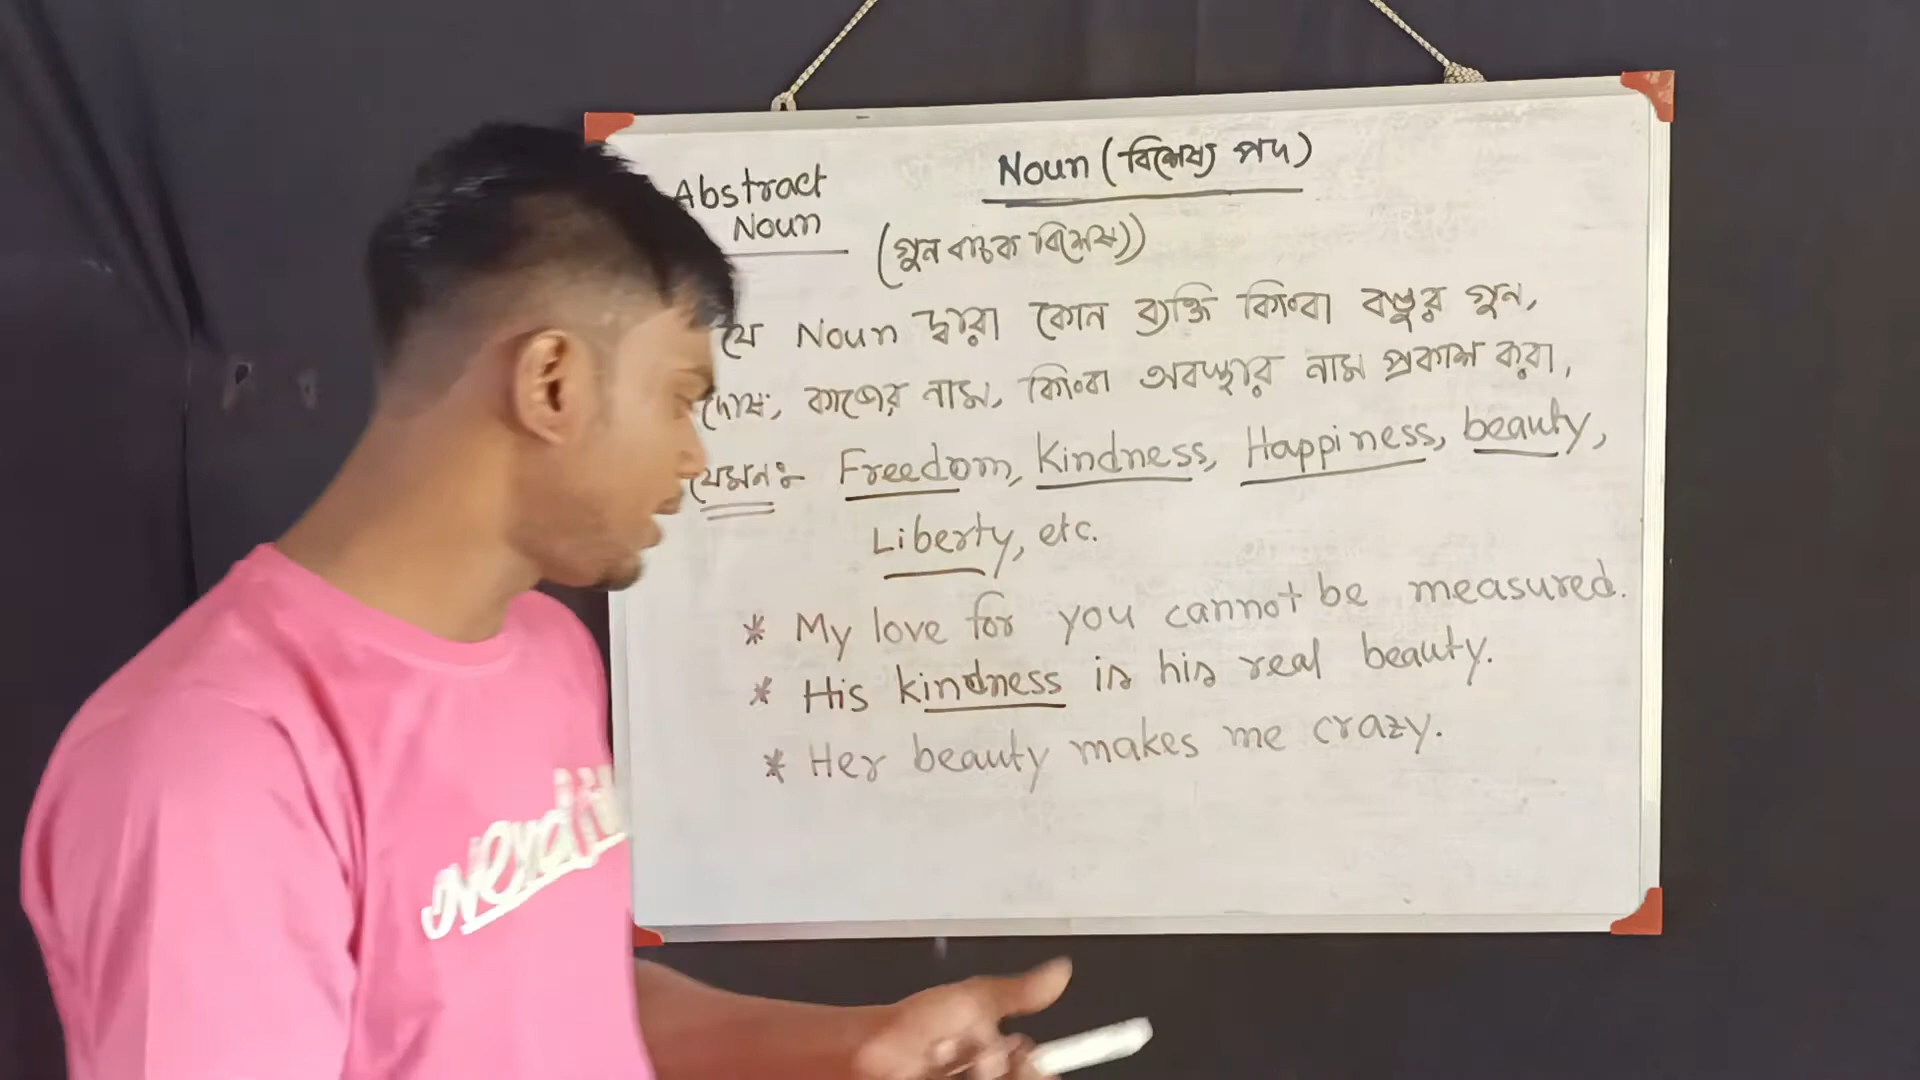 Noun (বিশেষ্য পদ)
Abstract
Noun
(গুন বাচক বিশেষ্য)
যে Noun দ্বারা কোন ব্যক্তি কিংবা বস্তুর গুন,
দোষ, কাজের নাম, কিংবা অবস্থার নাম প্রকাশ করা,
যেমনঃ- Freedom, Kindness, Happiness, beauty,
Liberty, etc.
* My love for you cannot be measured.
* His kindness is his real beauty.
* Her beauty makes me crazy.